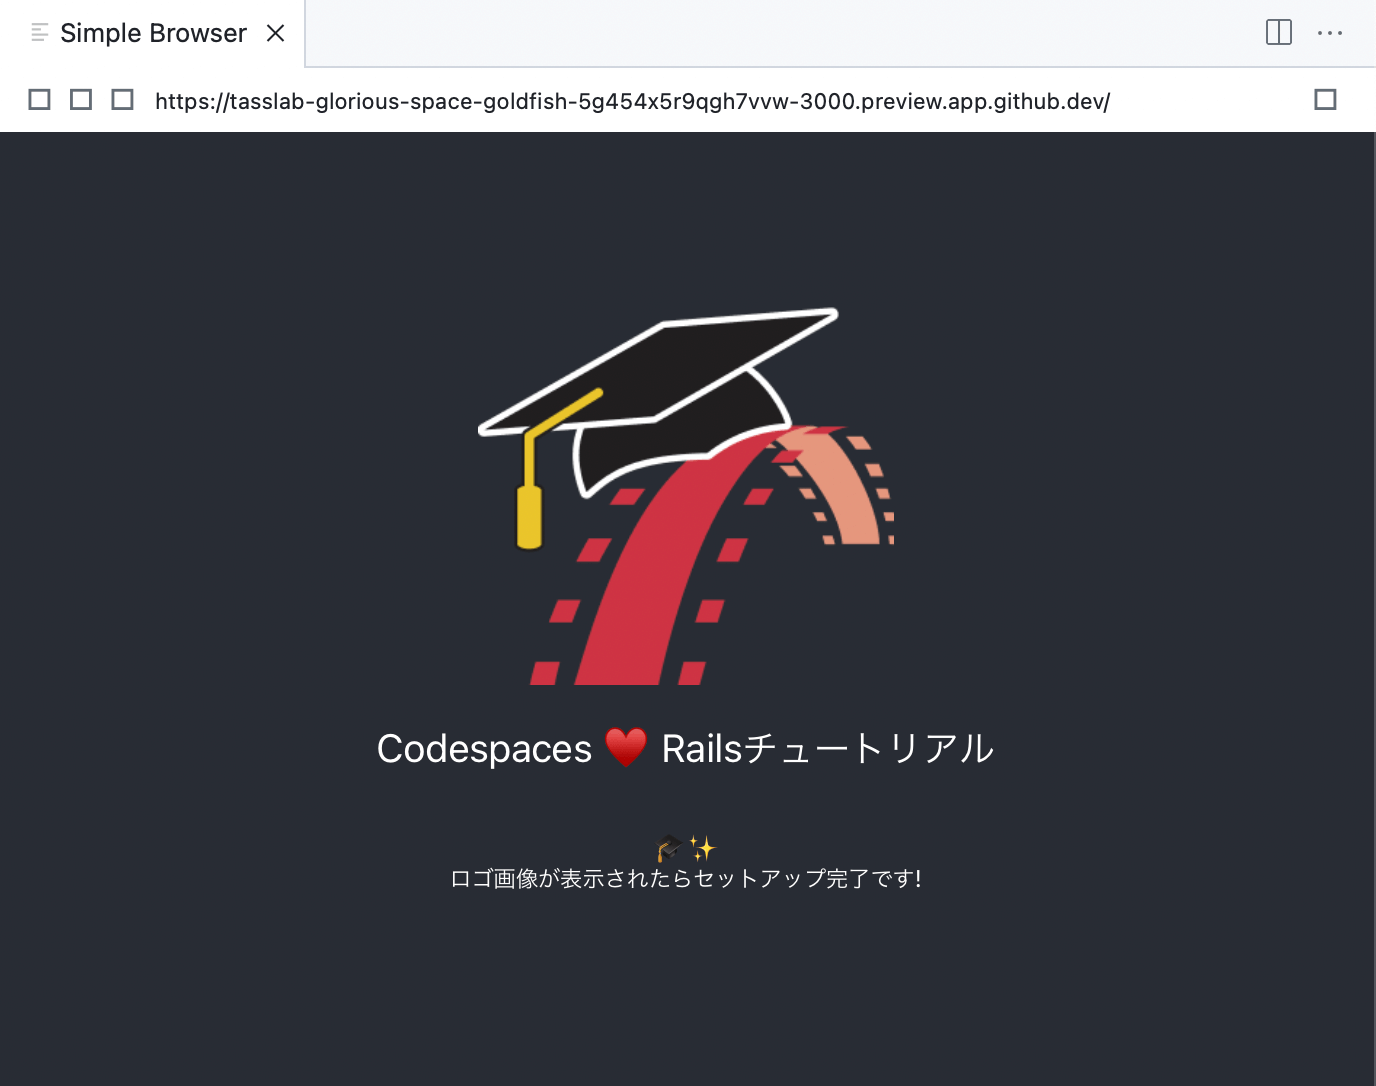 Simple Browser
https://tasslab-glorious-space-goldfish-5g454x5r9qgh7vvw-3000.preview.app.github.dev/
Codespaces ♥️ Railsチュートリアル
🎓✨
ロゴ画像が表示されたらセットアップ完了です!